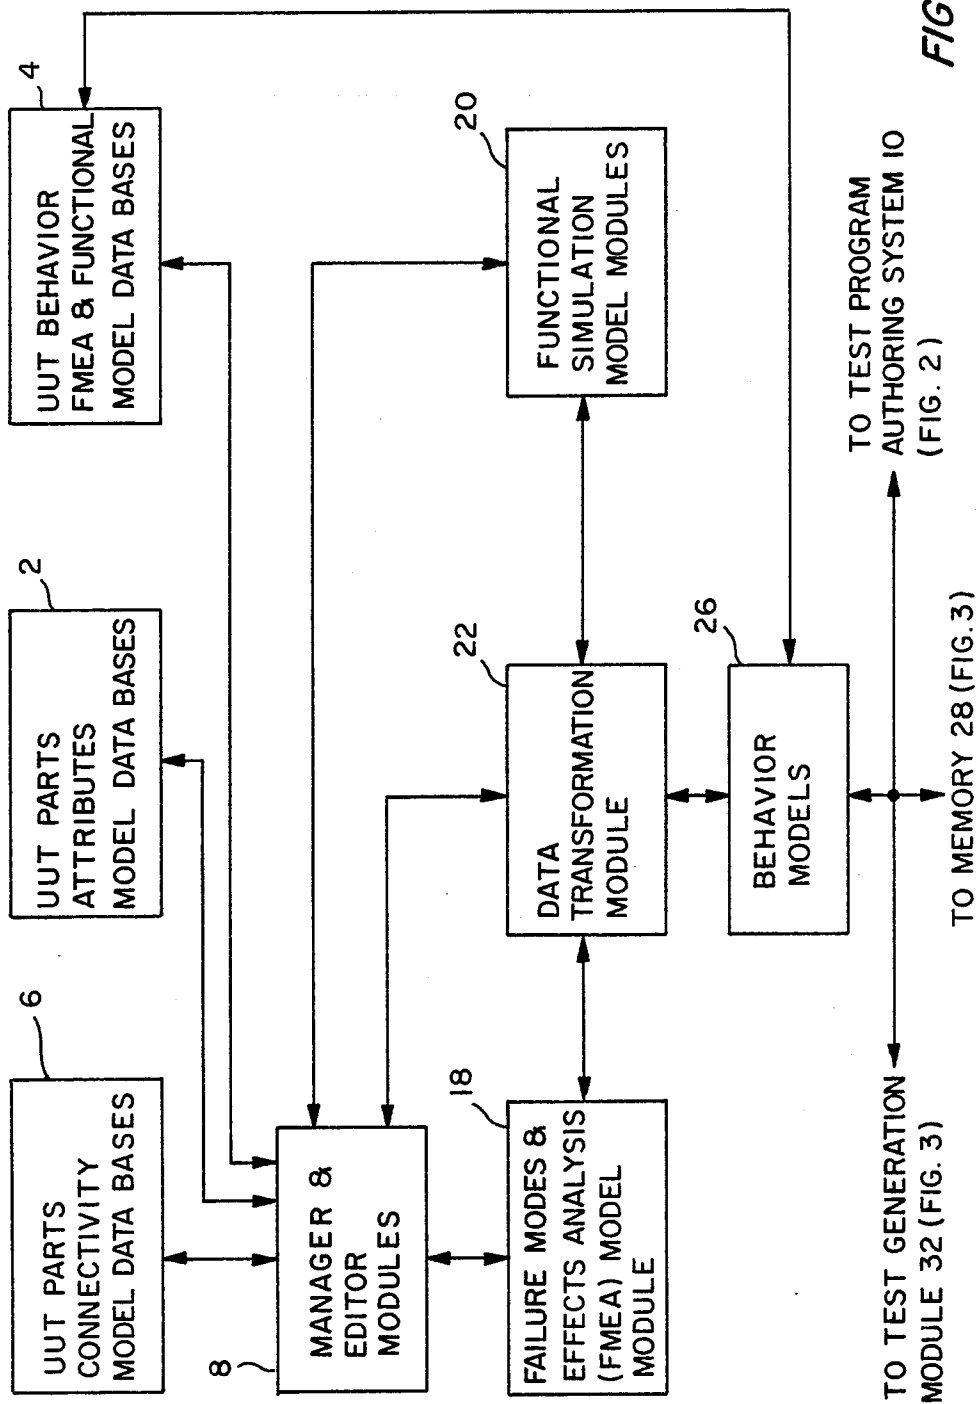 6
UUT PARTS
CONNECTIVITY
MODEL DATA BASES
2
UUT PARTS
ATTRIBUTES
MODEL DATA BASES
4
UUT BEHAVIOR
FMEA & FUNCTIONAL
MODEL DATA BASES
8
MANAGER &
EDITOR
MODULES
18
FAILURE MODES &
EFFECTS ANALYSIS
(FMEA) MODEL
MODULE
22
DATA
TRANSFORMATION
MODULE
20
FUNCTIONAL
SIMULATION
MODEL MODULES
26
BEHAVIOR
MODELS
TO TEST GENERATION
MODULE 32 (FIG. 3)
TO MEMORY 28 (FIG. 3)
TO TEST PROGRAM
AUTHORING SYSTEM 10
(FIG. 2)
FIG